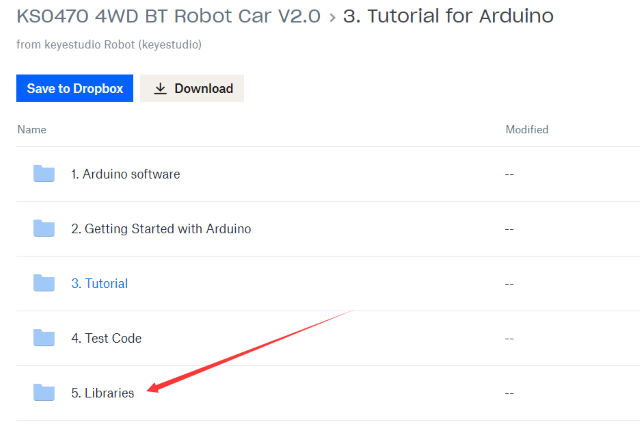 KS0470 4WD BT Robot Car V2.0 › 3. Tutorial for Arduino
from keyestudio Robot (keyestudio)
Save to Dropbox Download
Name Modified
1. Arduino software --
2. Getting Started with Arduino --
3. Tutorial --
4. Test Code --
5. Libraries --